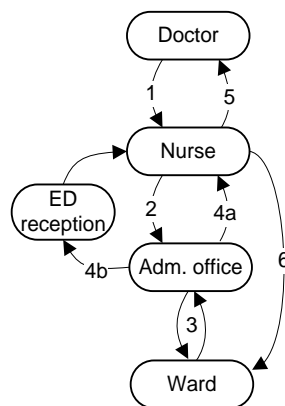 Doctor
1
5
Nurse
ED
reception
2
4a
4b
Adm. office
6
3
Ward